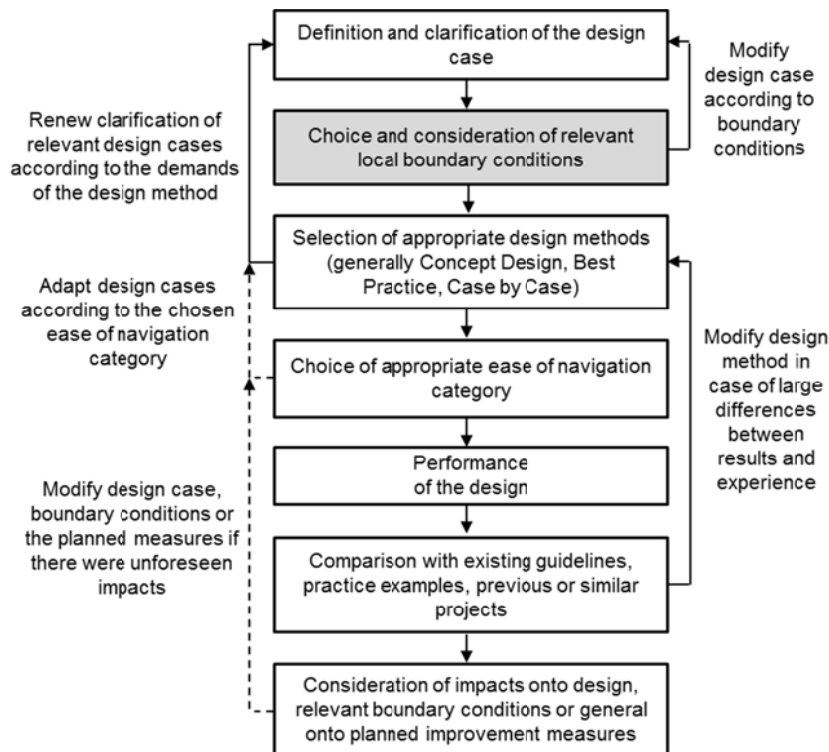 Definition and clarification of the design
case
Modify
design case
according to
boundary
conditions
Renew clarification of
relevant design cases
according to the demands
of the design method
Choice and consideration of relevant
local boundary conditions
Selection of appropriate design methods
(generally Concept Design, Best
Practice, Case by Case)
Adapt design cases
according to the chosen
ease of navigation
category
Choice of appropriate ease of navigation
category
Modify design
method in
case of large
differences
between
results and
experience
Performance
of the design
Modify design case,
boundary conditions or
the planned measures if
there were unforeseen
impacts
Comparison with existing guidelines,
practice examples, previous or similar
projects
Consideration of impacts onto design,
relevant boundary conditions or general
onto planned improvement measures